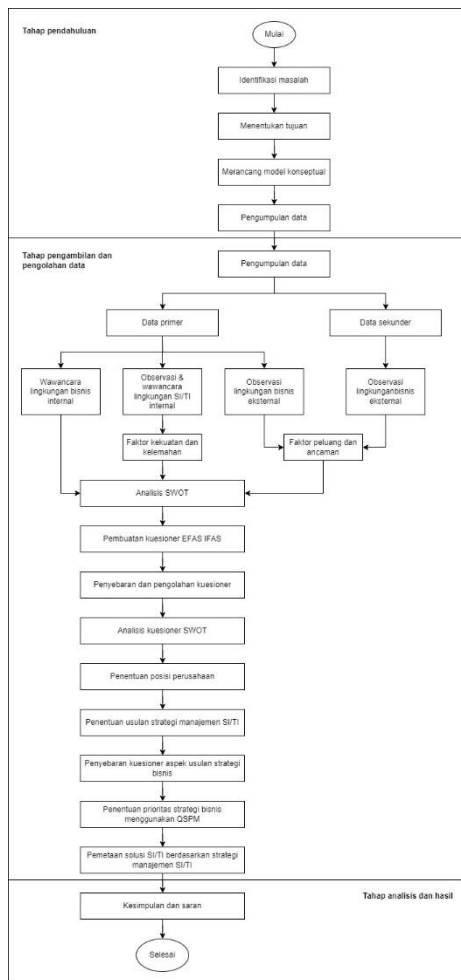 Tahap pendahuluan
Mulai
Identifikasi masalah
Menentukan tujuan
Merancang model konseptual
Pengumpulan data
Tahap pengambilan dan
pengolahan data
Pengumpulan data
Data primer
Data sekunder
Wawancara
lingkungan bisnis
internal
Observasi &
wawancara
lingkungan SI/TI
internal
Observasi
lingkungan bisnis
eksternal
Observasi
lingkunganbisnis
eksternal
Faktor kekuatan dan
kelemahan
Faktor peluang dan
ancaman
Analisis SWOT
Pembuatan kuesioner EFAS IFAS
Penyebaran dan pengolahan kuesioner
Analisis kuesioner SWOT
Penentuan posisi perusahaan
Penentuan usulan strategi manajemen SI/TI
Penyebaran kuesioner aspek usulan strategi
bisnis
Penentuan prioritas strategi bisnis
menggunakan QSPM
Pemetaan solusi SI/TI berdasarkan strategi
manajemen SI/TI
Tahap analisis dan hasil
Kesimpulan dan saran
Selesai